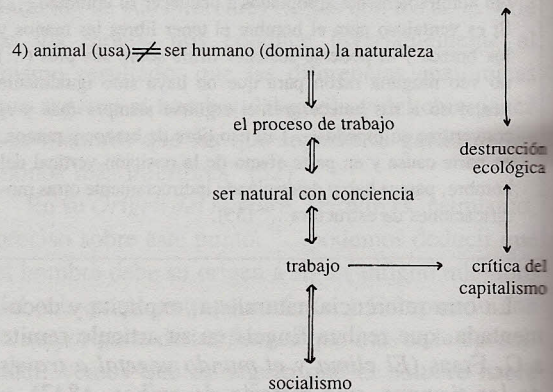 4) animal (usa) ≠ ser humano (domina) la naturaleza
el proceso de trabajo
destrucción
ecológica
ser natural con conciencia
trabajo → crítica del
capitalismo
socialismo